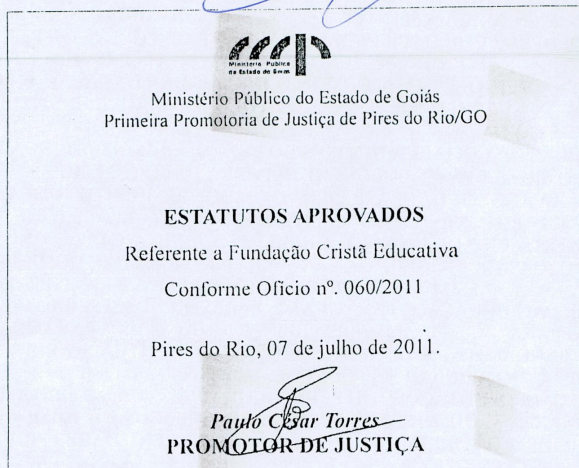 Ministério Público
do Estado de Goiás
Ministério Público do Estado de Goiás
Primeira Promotoria de Justiça de Pires do Rio/GO
ESTATUTOS APROVADOS
Referente a Fundação Cristã Educativa
Conforme Oficio nº. 060/2011
Pires do Rio, 07 de julho de 2011.
Paulo César Torres
PROMOTOR DE JUSTIÇA